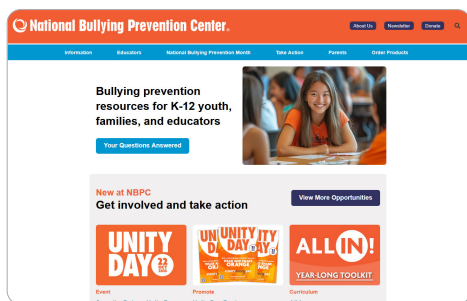 National Bullying Prevention Center.
About Us
Newsletter
Donate
Information
Educators
National Bullying Prevention Month
Take Action
Parents
Order Products
Bullying prevention
resources for K-12 youth,
families, and educators
Your Questions Answered
New at NBPC
Get involved and take action
View More Opportunities
UNITY
DAY
22
OCT
UNITY
DAY
ORANGE
ALL IN!
YEAR-LONG TOOLKIT
Event
Promote
Curriculum